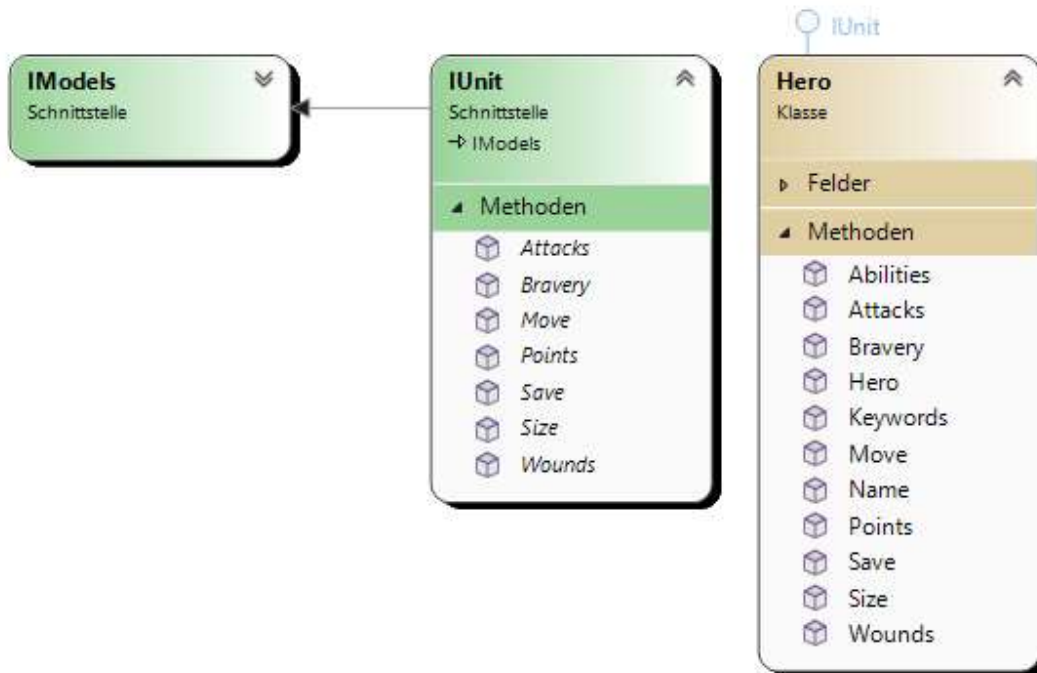 IModels
Schnittstelle
IUnit
Schnittstelle
IModels
Methoden
Attacks
Bravery
Move
Points
Save
Size
Wounds
IUnit
Hero
Klasse
Felder
Methoden
Abilities
Attacks
Bravery
Hero
Keywords
Move
Name
Points
Save
Size
Wounds